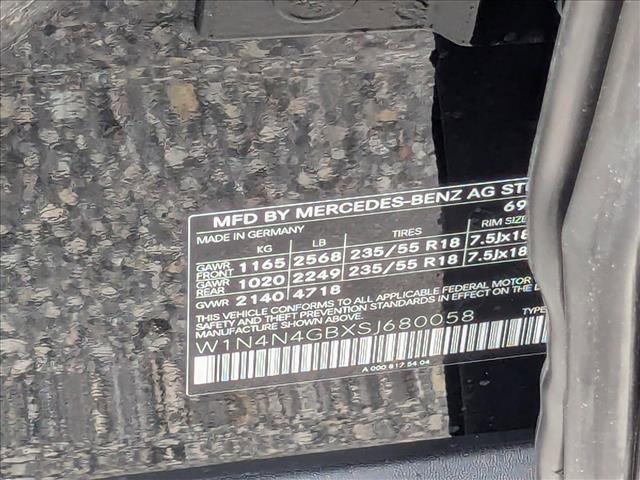 MFD BY MERCEDES-BENZ AG ST
69
MADE IN GERMANY
KG LB TIRES RIM SIZE
GAWR FRONT 1165 2568 235/55 R18 7.5Jx18
GAWR REAR 1020 2249 235/55 R18 7.5Jx18
GVWR 2140 4718
THIS VEHICLE CONFORMS TO ALL APPLICABLE FEDERAL MOTOR
SAFETY AND THEFT PREVENTION STANDARDS IN EFFECT ON THE
W1N4N4GBXSJ680058 TYPE
A 000 817 54 04